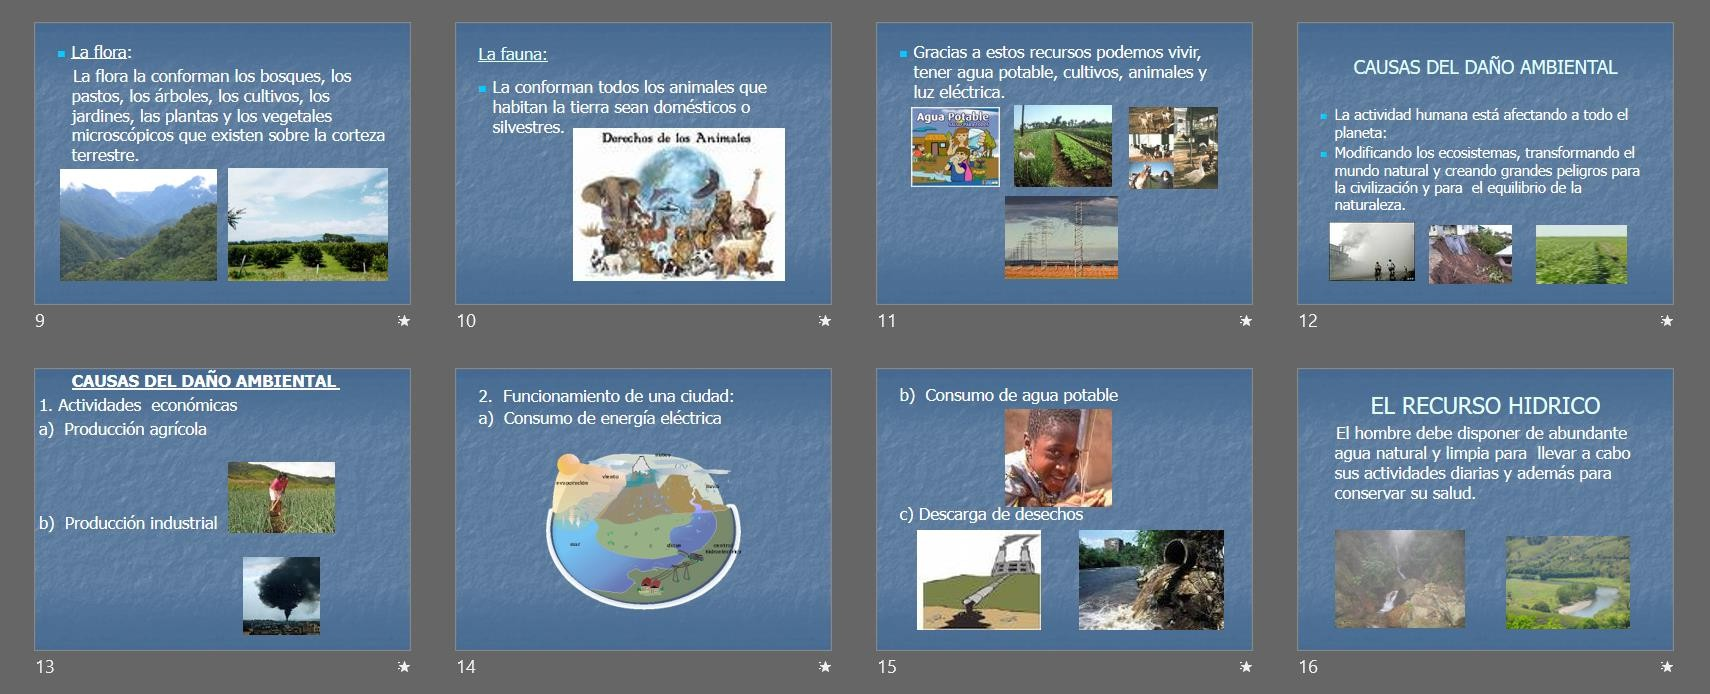 La flora:
La flora la conforman los bosques, los
pastos, los árboles, los cultivos, los
jardines, las plantas y los vegetales
microscópicos que existen sobre la corteza
terrestre.
9
La fauna:
La conforman todos los animales que
habitan la tierra sean domésticos o
silvestres.
Derechos de los Animales
10
Gracias a estos recursos podemos vivir,
tener agua potable, cultivos, animales y
luz eléctrica.
Agua Potable
11
CAUSAS DEL DAÑO AMBIENTAL
La actividad humana está afectando a todo el
planeta:
Modificando los ecosistemas, transformando el
mundo natural y creando grandes peligros para
la civilización y para el equilibrio de la
naturaleza.
12
CAUSAS DEL DAÑO AMBIENTAL
1. Actividades económicas
a) Producción agrícola
b) Producción industrial
13
2. Funcionamiento de una ciudad:
a) Consumo de energía eléctrica
evaporación
viento
lluvia
mar
dique
central
hidroeléctrica
14
b) Consumo de agua potable
c) Descarga de desechos
15
EL RECURSO HIDRICO
El hombre debe disponer de abundante
agua natural y limpia para llevar a cabo
sus actividades diarias y además para
conservar su salud.
16